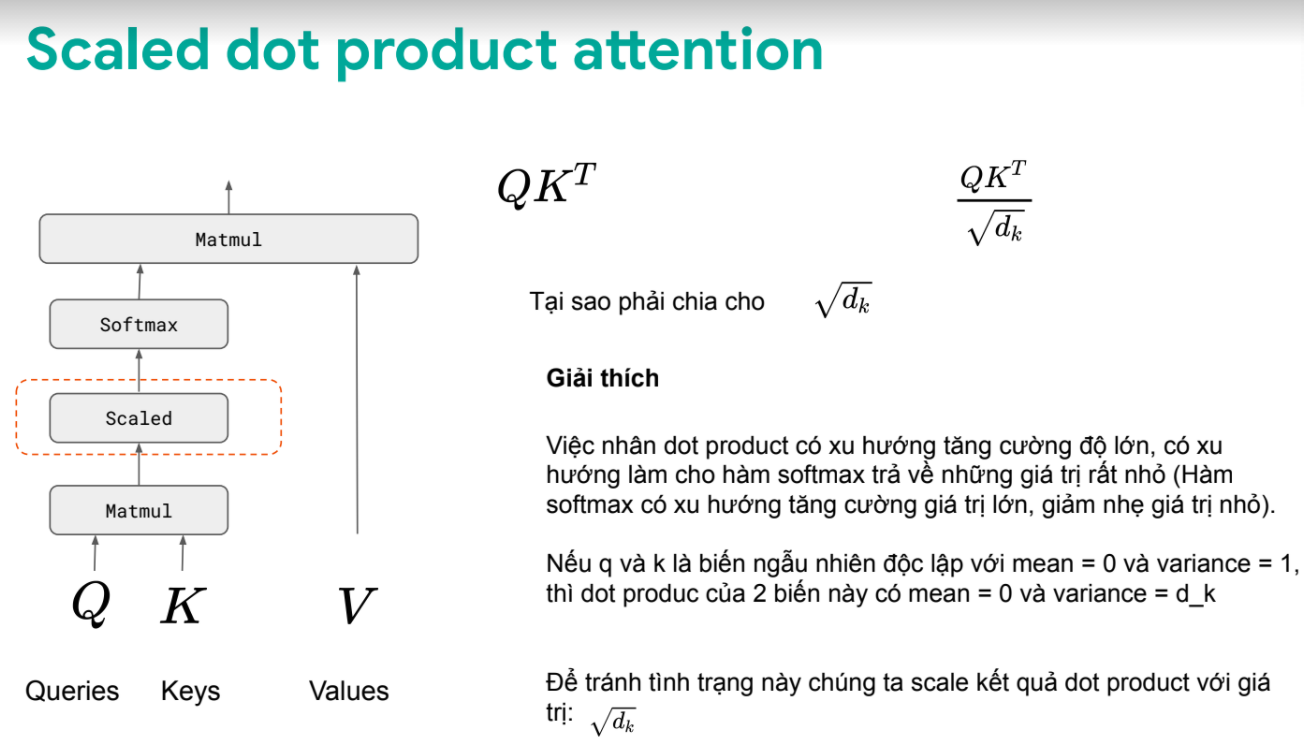 Scaled dot product attention
QK^T
QK^T / √d_k
Matmul
Softmax
Scaled
Matmul
Q K V
Queries Keys Values
Tại sao phải chia cho √d_k
Giải thích
Việc nhân dot product có xu hướng tăng cường độ lớn, có xu
hướng làm cho hàm softmax trả về những giá trị rất nhỏ (Hàm
softmax có xu hướng tăng cường giá trị lớn, giảm nhẹ giá trị nhỏ).
Nếu q và k là biến ngẫu nhiên độc lập với mean = 0 và variance = 1,
thì dot produc của 2 biến này có mean = 0 và variance = d_k
Để tránh tình trạng này chúng ta scale kết quả dot product với giá
trị: √d_k